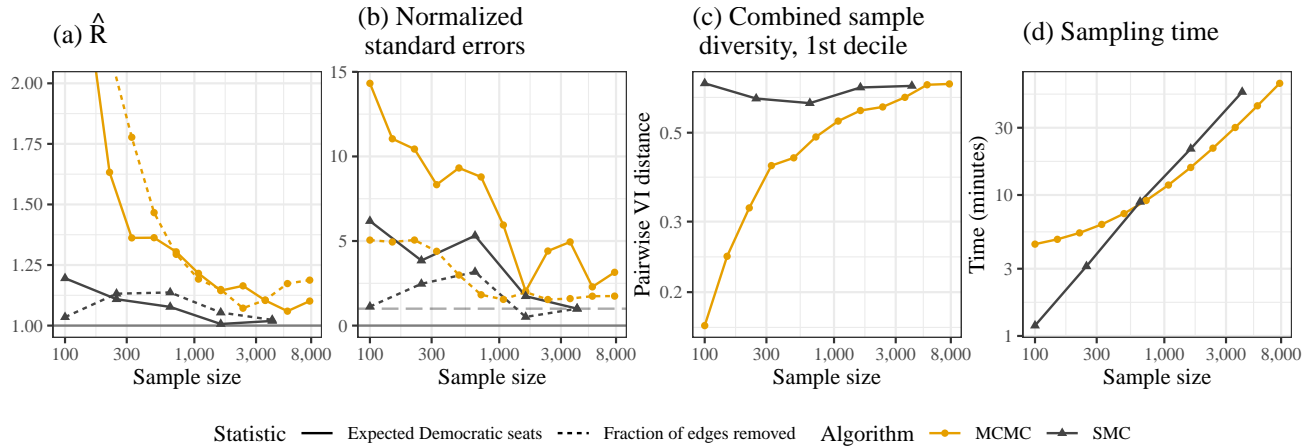 (a) R̂
(b) Normalized
standard errors
(c) Combined sample
diversity, 1st decile
(d) Sampling time
2.00
1.75
1.50
1.25
1.00
100
300
1,000
3,000
8,000
Sample size
15
10
5
0
100
300
1,000
3,000
8,000
Sample size
Pairwise VI distance
0.5
0.3
0.2
100
300
1,000
3,000
8,000
Sample size
Time (minutes)
30
10
3
1
100
300
1,000
3,000
8,000
Sample size
Statistic Expected Democratic seats Fraction of edges removed Algorithm MCMC SMC